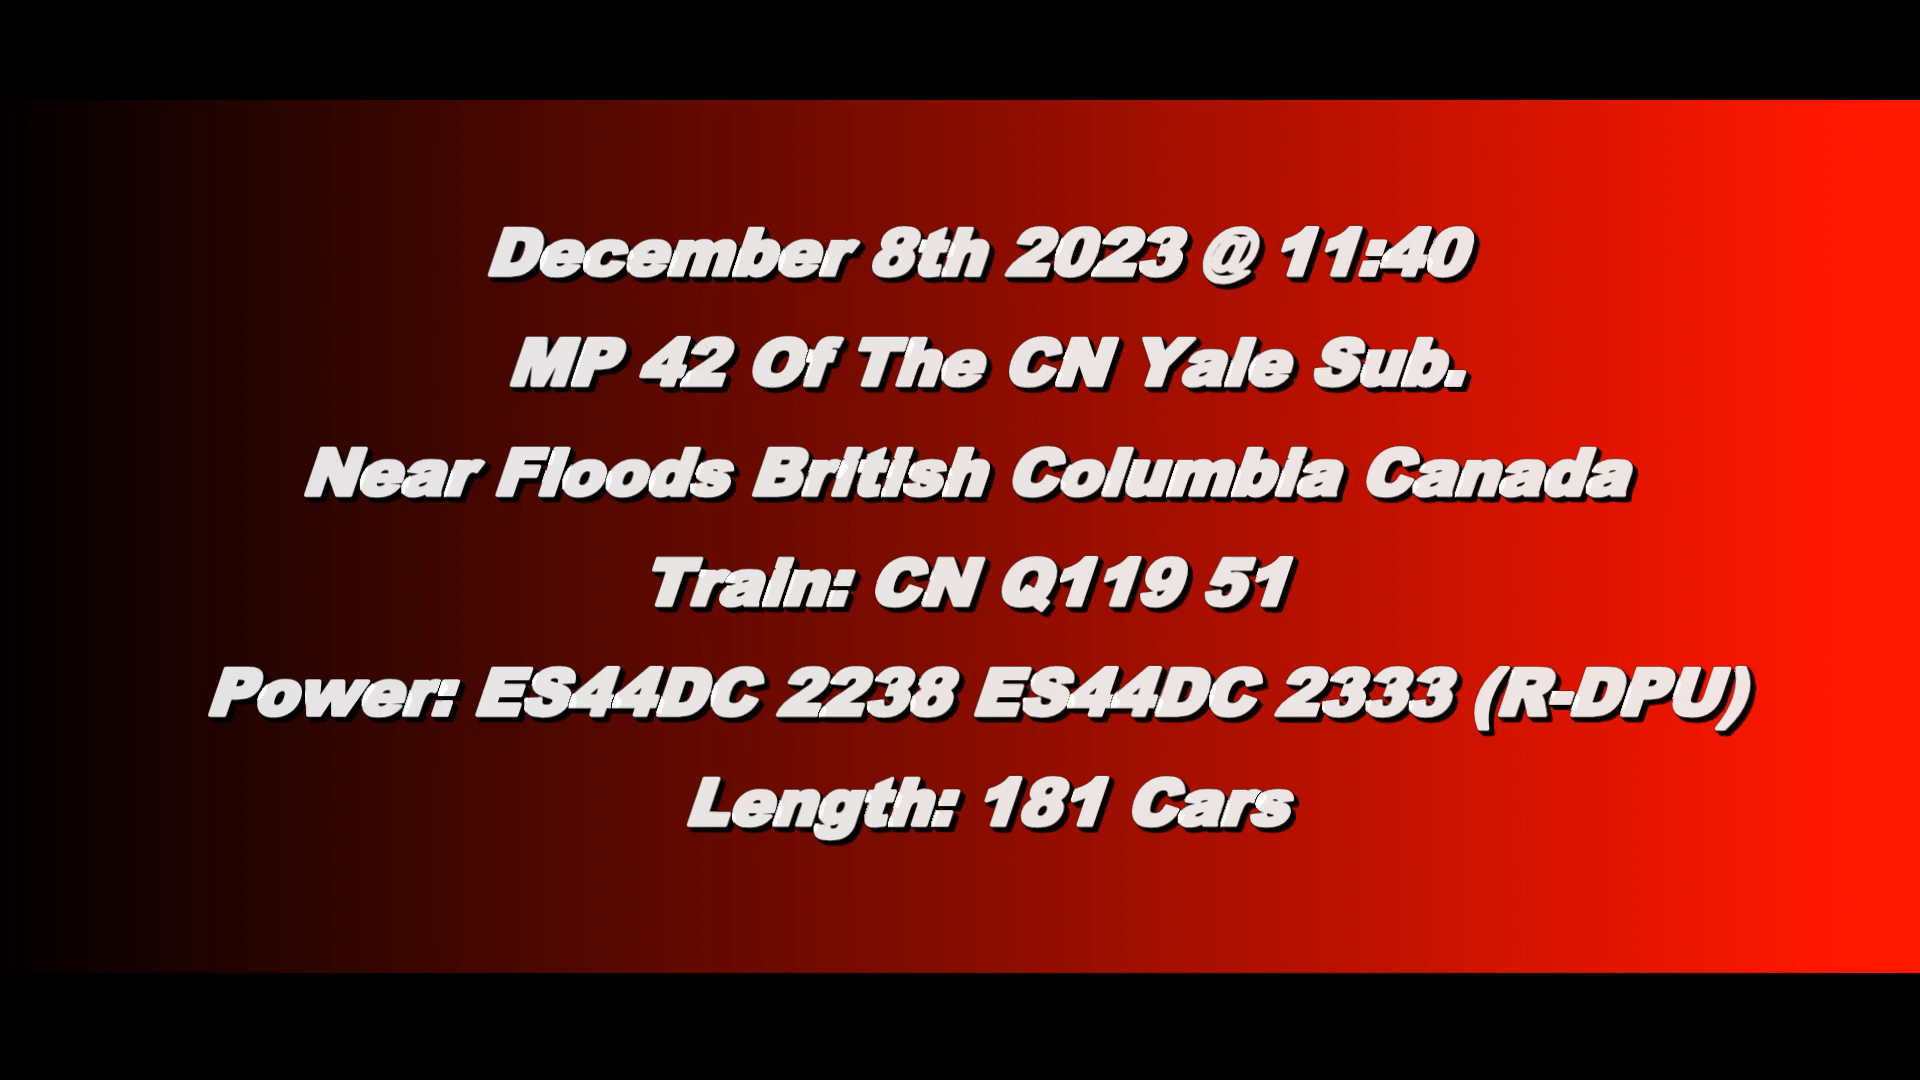 December 8th 2023 @ 11:40
MP 42 Of The CN Yale Sub.
Near Floods British Columbia Canada
Train: CN Q119 51
Power: ES44DC 2238 ES44DC 2333 (R-DPU)
Length: 181 Cars